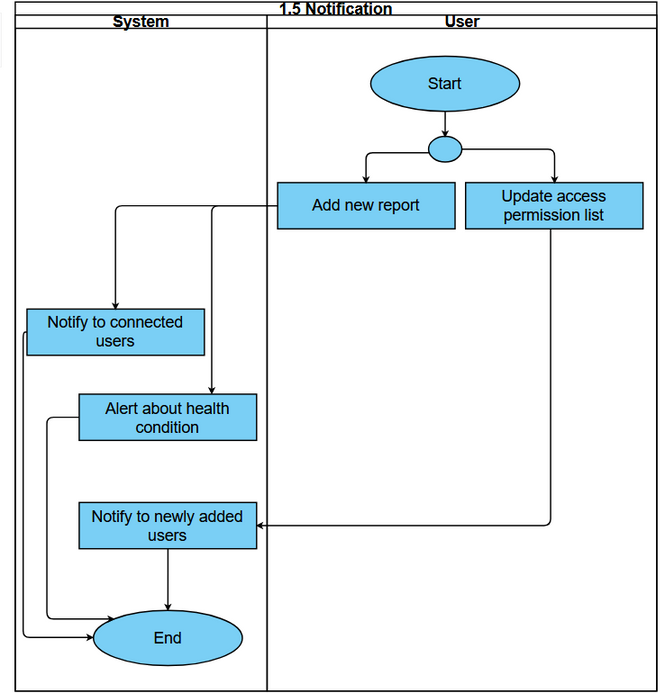 1.5 Notification
System
User
Start
Add new report
Update access
permission list
Notify to connected
users
Alert about health
condition
Notify to newly added
users
End